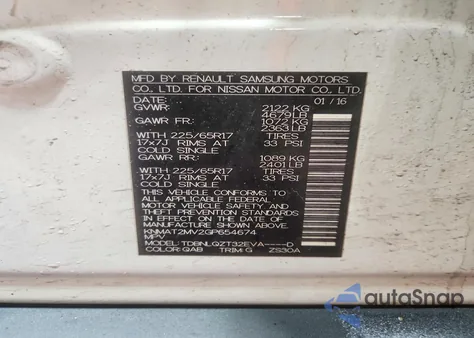 MFD BY RENAULT SAMSUNG MOTORS
CO., LTD. FOR NISSAN MOTOR CO., LTD.
DATE: 01/16
GVWR: 2122 KG
4679 LB
GAWR FR: 1072 KG
2363 LB
WITH 225/65R17 TIRES
17x7J RIMS AT 33 PSI
COLD SINGLE
GAWR RR: 1089 KG
2401 LB
WITH 225/65R17 TIRES
17x7J RIMS AT 33 PSI
COLD SINGLE
THIS VEHICLE CONFORMS TO
ALL APPLICABLE FEDERAL
MOTOR VEHICLE SAFETY AND
THEFT PREVENTION STANDARDS
IN EFFECT ON THE DATE OF
MANUFACTURE SHOWN ABOVE.
KNMAT2MV2GP654674
MPV
MODEL: TDBNLQZT32EVA----D
COLOR: QAB TRIM: G ZS30A
autoSnap